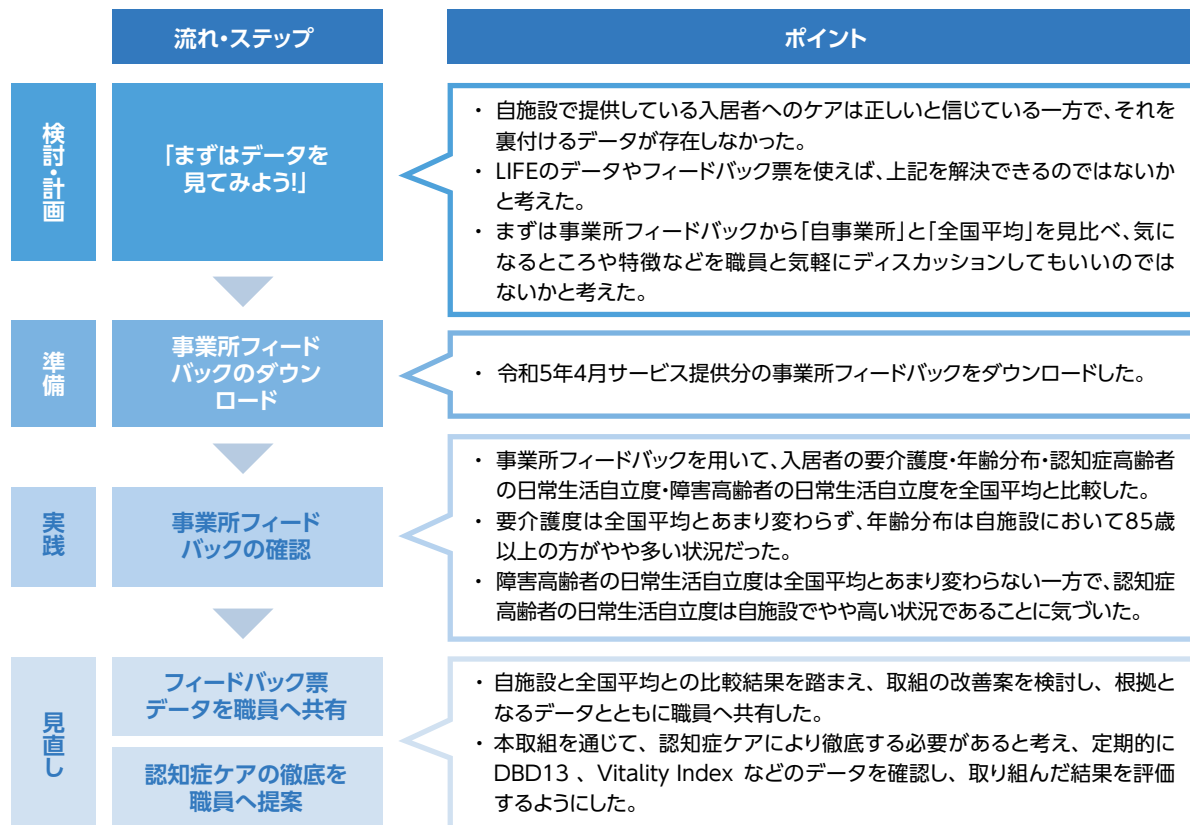 流れ・ステップ
ポイント
検討・計画
「まずはデータを
見てみよう!」
・ 自施設で提供している入居者へのケアは正しいと信じている一方で、それを
裏付けるデータが存在しなかった。
・ LIFEのデータやフィードバック票を使えば、上記を解決できるのではないか
と考えた。
・ まずは事業所フィードバックから「自事業所」と「全国平均」を見比べ、気に
なるところや特徴などを職員と気軽にディスカッションしてもいいのでは
ないかと考えた。
準備
事業所フィード
バックのダウン
ロード
・ 令和5年4月サービス提供分の事業所フィードバックをダウンロードした。
実践
事業所フィード
バックの確認
・ 事業所フィードバックを用いて、入居者の要介護度・年齢分布・認知症高齢者
の日常生活自立度・障害高齢者の日常生活自立度を全国平均と比較した。
・ 要介護度は全国平均とあまり変わらず、年齢分布は自施設において85歳
以上の方がやや多い状況だった。
・ 障害高齢者の日常生活自立度は全国平均とあまり変わらない一方で、認知症
高齢者の日常生活自立度は自施設でやや高い状況であることに気づいた。
見直し
フィードバック票
データを職員へ共有
認知症ケアの徹底を
職員へ提案
・ 自施設と全国平均との比較結果を踏まえ、取組の改善案を検討し、根拠と
なるデータとともに職員へ共有した。
・ 本取組を通じて、認知症ケアにより徹底する必要があると考え、定期的に
DBD13 、Vitality Index などのデータを確認し、取り組んだ結果を評価
するようにした。